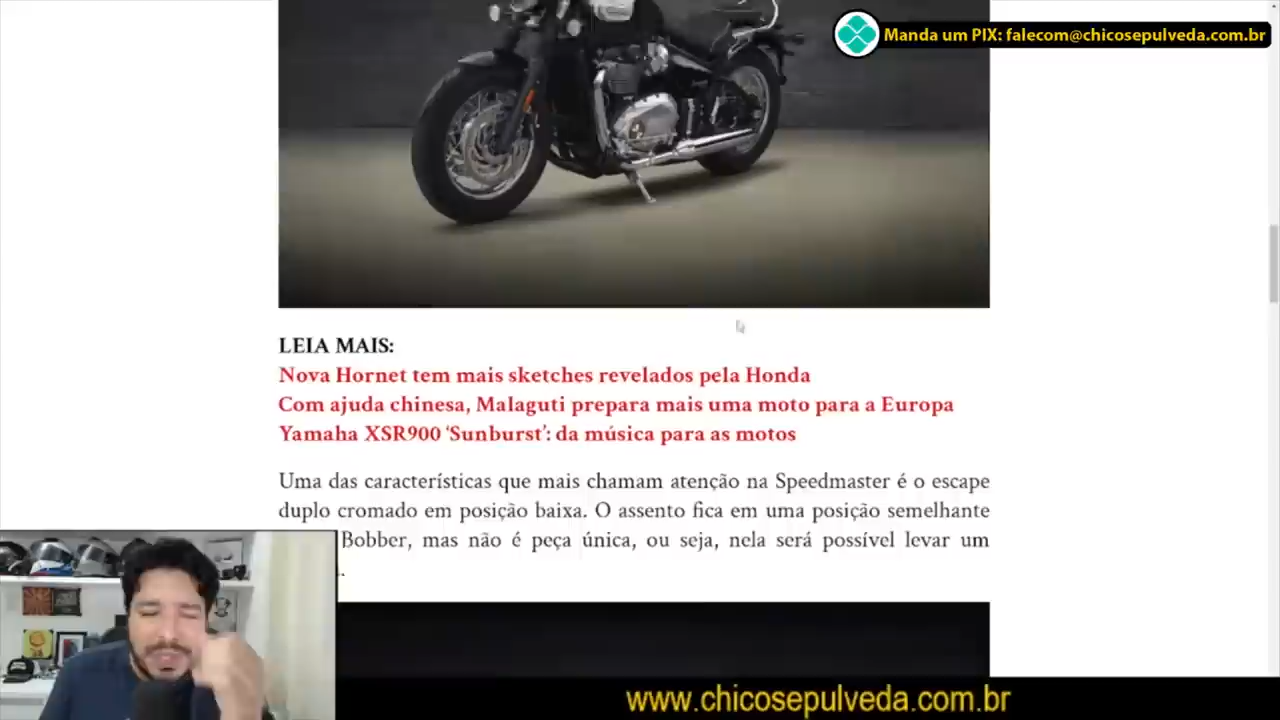 Manda um PIX: falecom@chicosepulveda.com.br
LEIA MAIS:
Nova Hornet tem mais sketches revelados pela Honda
Com ajuda chinesa, Malaguti prepara mais uma moto para a Europa
Yamaha XSR900 ‘Sunburst’: da música para as motos
Uma das características que mais chamam atenção na Speedmaster é o escape
duplo cromado em posição baixa. O assento fica em uma posição semelhante
Bobber, mas não é peça única, ou seja, nela será possível levar um
www.chicosepulveda.com.br